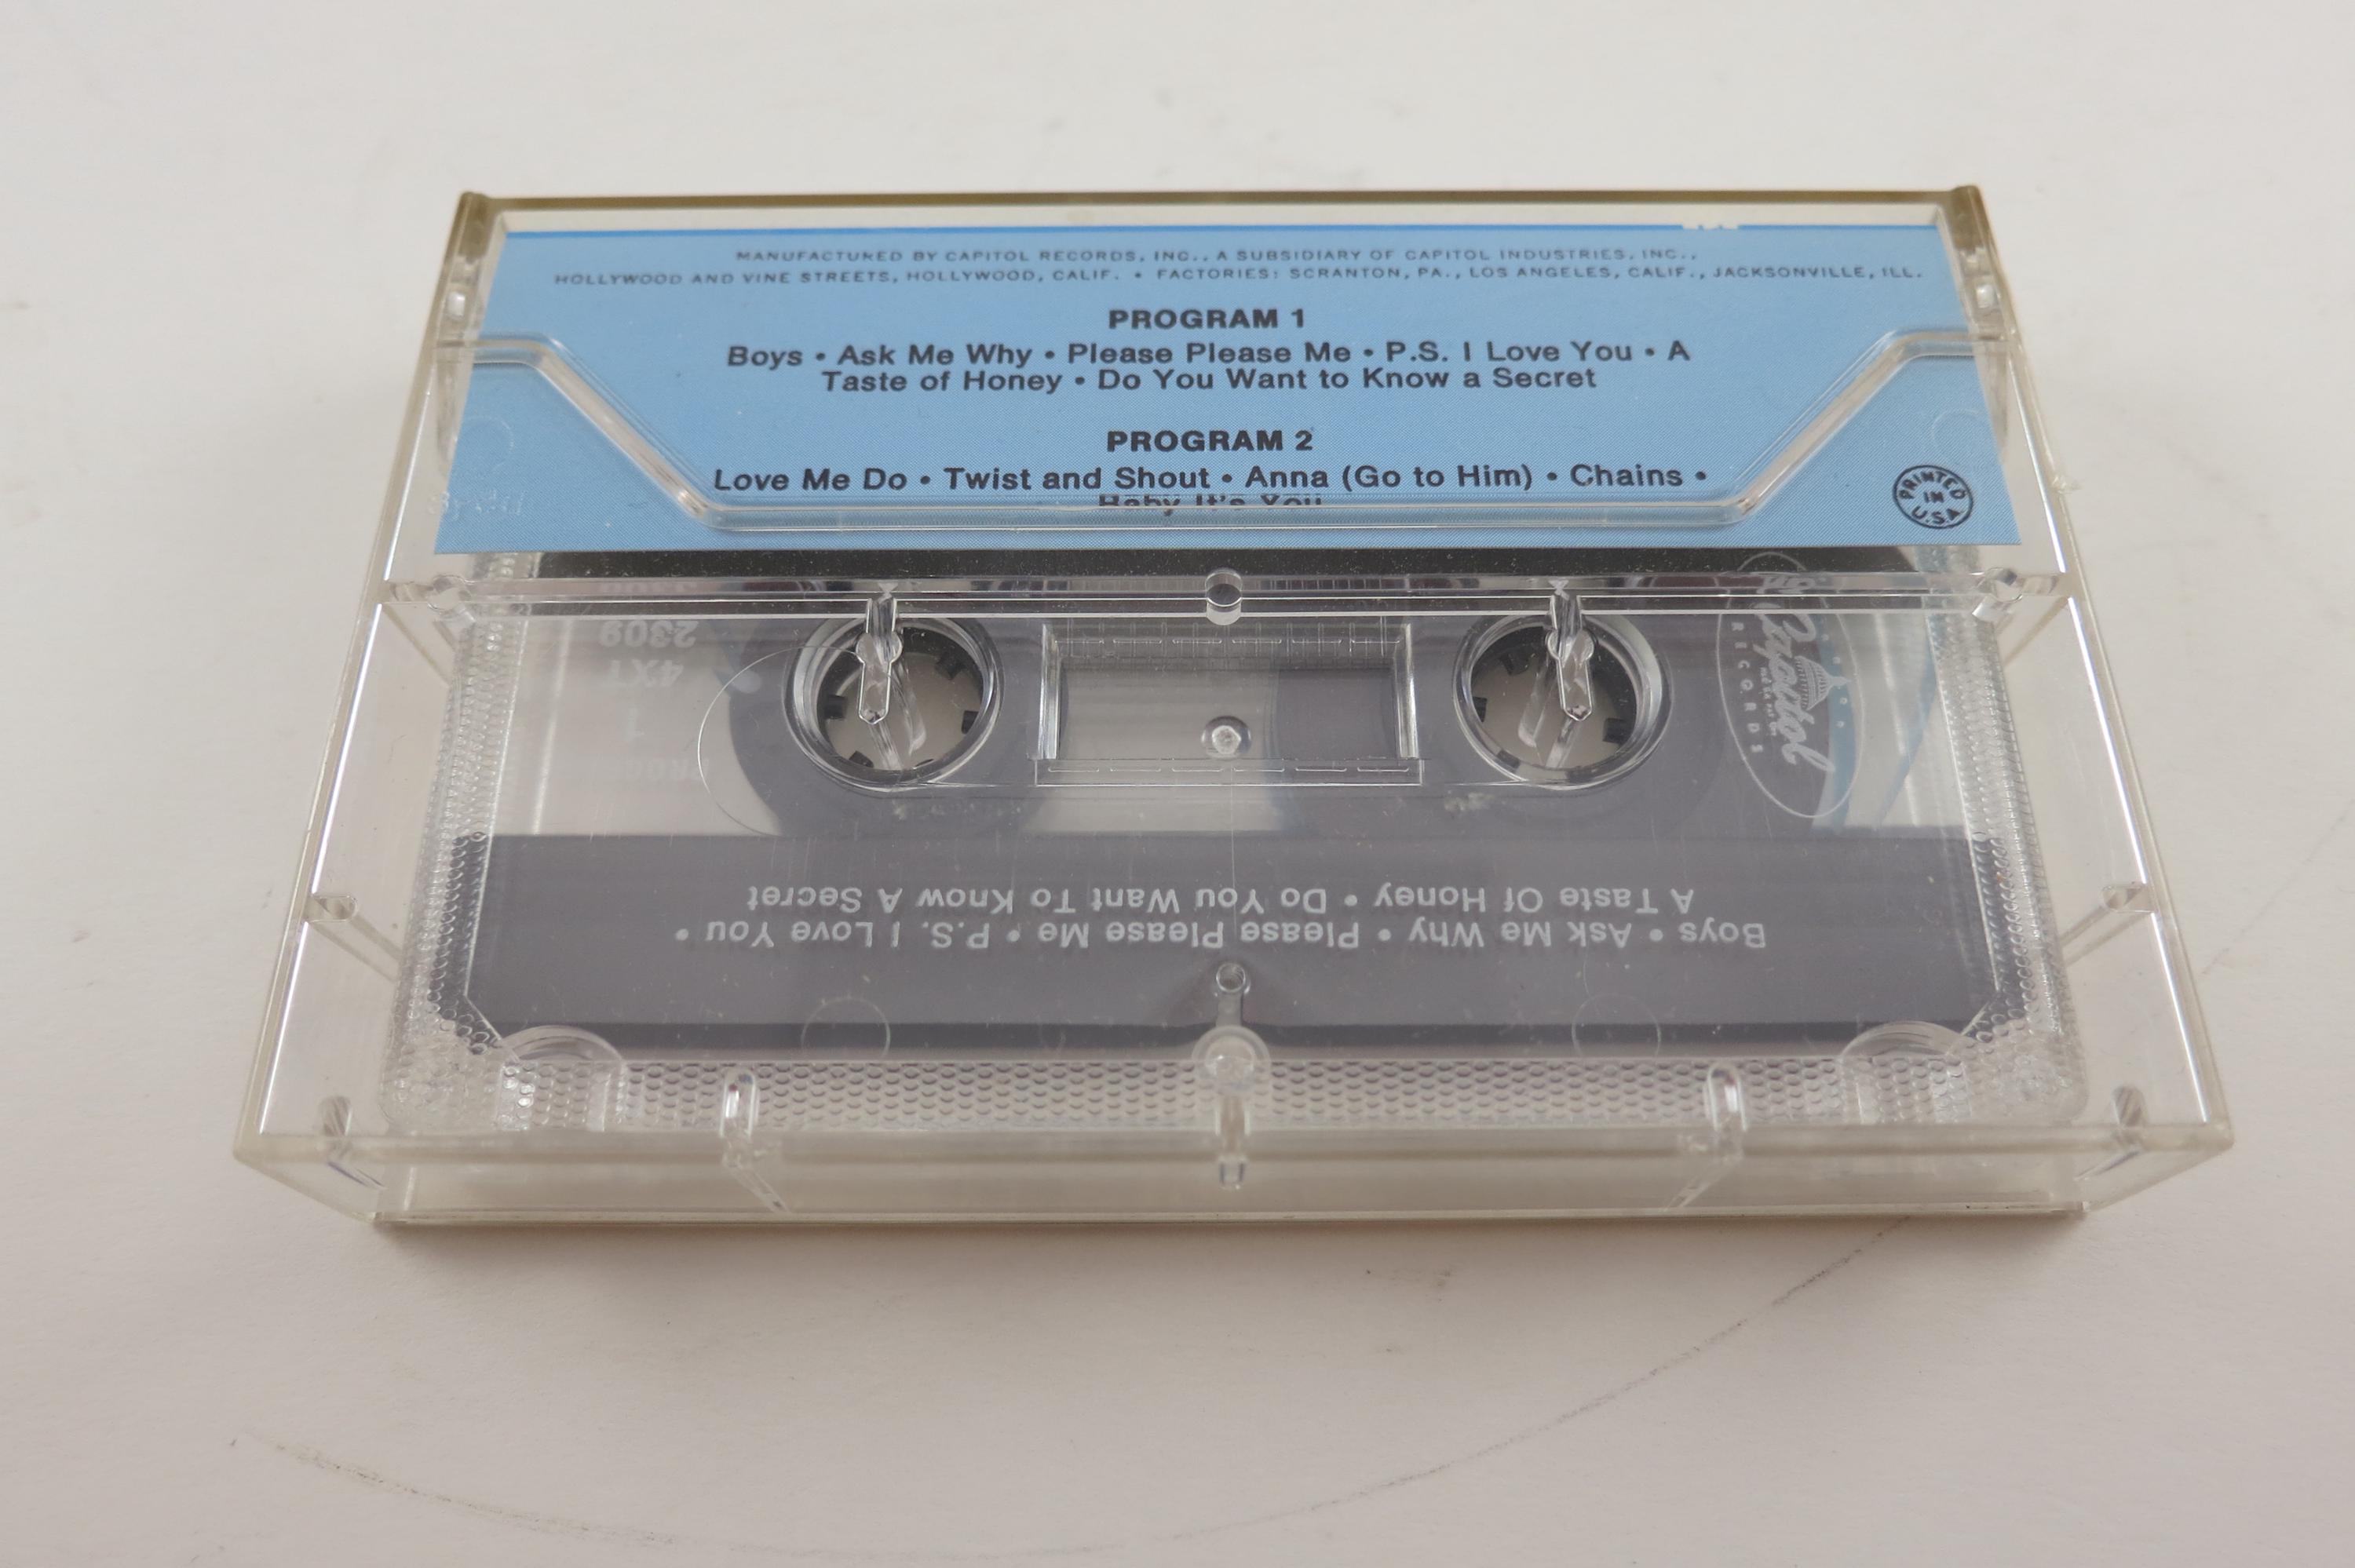 MANUFACTURED BY CAPITOL RECORDS, INC., A SUBSIDIARY OF CAPITOL INDUSTRIES, INC.,
HOLLYWOOD AND VINE STREETS, HOLLYWOOD, CALIF. • FACTORIES: SCRANTON, PA., LOS ANGELES, CALIF., JACKSONVILLE, ILL.
PROGRAM 1
Boys • Ask Me Why • Please Please Me • P.S. I Love You • A
Taste of Honey • Do You Want to Know a Secret
PROGRAM 2
Love Me Do • Twist and Shout • Anna (Go to Him) • Chains •
Baby It's You
PRINTED
IN
U.S.A.
4XT
2309
Capitol
RECORDS
Boys • Ask Me Why • Please Please Me • P.S. I Love You •
A Taste Of Honey • Do You Want To Know A Secret